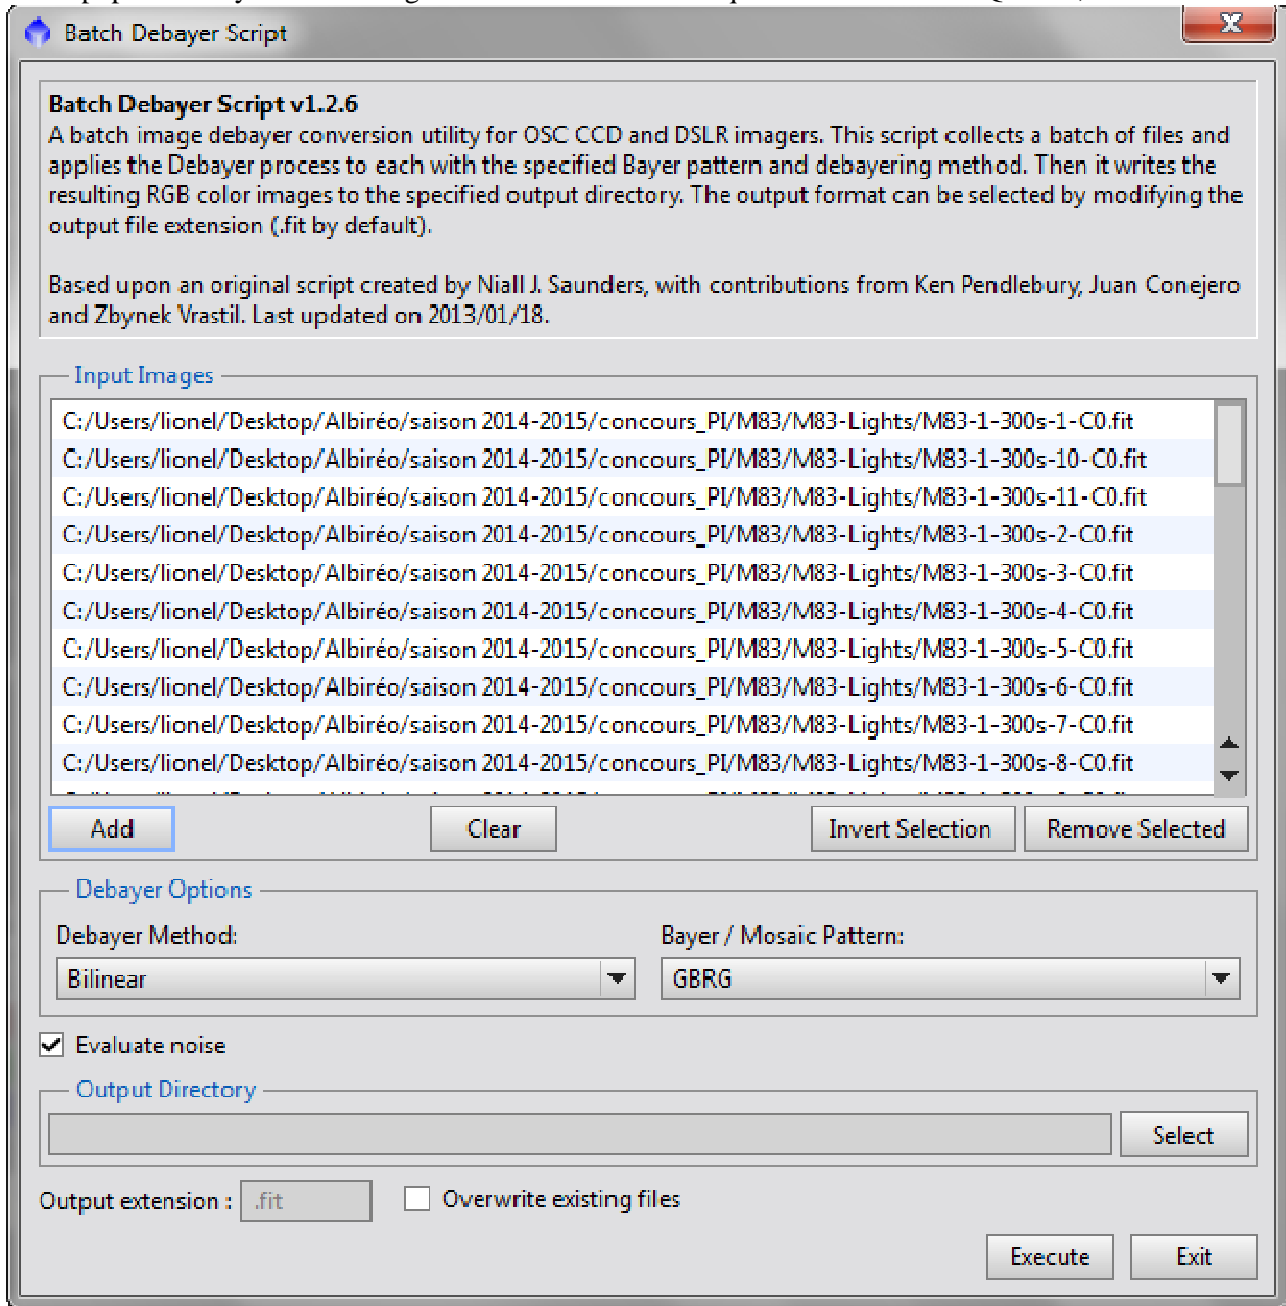 Batch Debayer Script
Batch Debayer Script v1.2.6
A batch image debayer conversion utility for OSC CCD and DSLR imagers. This script collects a batch of files and
applies the Debayer process to each with the specified Bayer pattern and debayering method. Then it writes the
resulting RGB color images to the specified output directory. The output format can be selected by modifying the
output file extension (.fit by default).
Based upon an original script created by Niall J. Saunders, with contributions from Ken Pendlebury, Juan Conejero
and Zbynek Vrastil. Last updated on 2013/01/18.
Input Images
C:/Users/lionel/Desktop/Albiréo/saison 2014-2015/concours_PI/M83/M83-Lights/M83-1-300s-1-C0.fit
C:/Users/lionel/Desktop/Albiréo/saison 2014-2015/concours_PI/M83/M83-Lights/M83-1-300s-10-C0.fit
C:/Users/lionel/Desktop/Albiréo/saison 2014-2015/concours_PI/M83/M83-Lights/M83-1-300s-11-C0.fit
C:/Users/lionel/Desktop/Albiréo/saison 2014-2015/concours_PI/M83/M83-Lights/M83-1-300s-2-C0.fit
C:/Users/lionel/Desktop/Albiréo/saison 2014-2015/concours_PI/M83/M83-Lights/M83-1-300s-3-C0.fit
C:/Users/lionel/Desktop/Albiréo/saison 2014-2015/concours_PI/M83/M83-Lights/M83-1-300s-4-C0.fit
C:/Users/lionel/Desktop/Albiréo/saison 2014-2015/concours_PI/M83/M83-Lights/M83-1-300s-5-C0.fit
C:/Users/lionel/Desktop/Albiréo/saison 2014-2015/concours_PI/M83/M83-Lights/M83-1-300s-6-C0.fit
C:/Users/lionel/Desktop/Albiréo/saison 2014-2015/concours_PI/M83/M83-Lights/M83-1-300s-7-C0.fit
C:/Users/lionel/Desktop/Albiréo/saison 2014-2015/concours_PI/M83/M83-Lights/M83-1-300s-8-C0.fit
Add Clear Invert Selection Remove Selected
Debayer Options
Debayer Method: Bayer / Mosaic Pattern:
Bilinear GBRG
Evaluate noise
Output Directory
Select
Output extension : .fit Overwrite existing files
Execute Exit